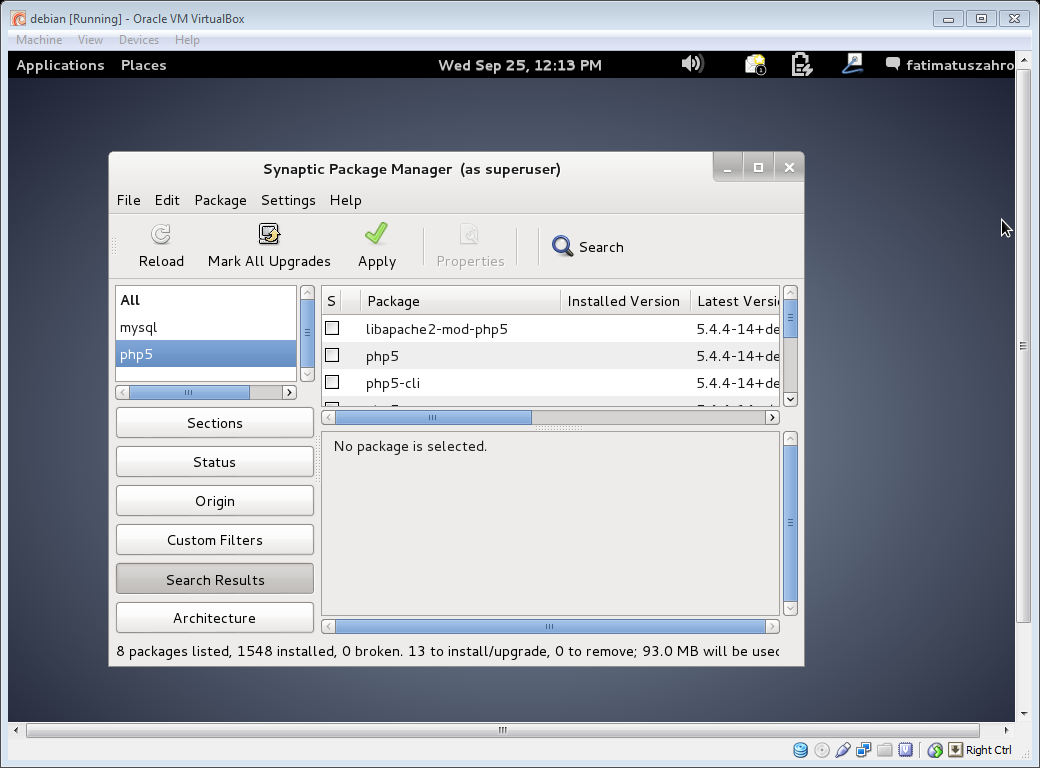 debian [Running] - Oracle VM VirtualBox
Machine View Devices Help
Applications Places Wed Sep 25, 12:13 PM fatimatuszahro
Synaptic Package Manager (as superuser)
File Edit Package Settings Help
Reload Mark All Upgrades Apply Properties Search
All
mysql
php5
S Package Installed Version Latest Versi
libapache2-mod-php5 5.4.4-14+de
php5 5.4.4-14+de
php5-cli 5.4.4-14+de
Sections
Status
Origin
Custom Filters
Search Results
Architecture
No package is selected.
8 packages listed, 1548 installed, 0 broken. 13 to install/upgrade, 0 to remove; 93.0 MB will be used
Right Ctrl